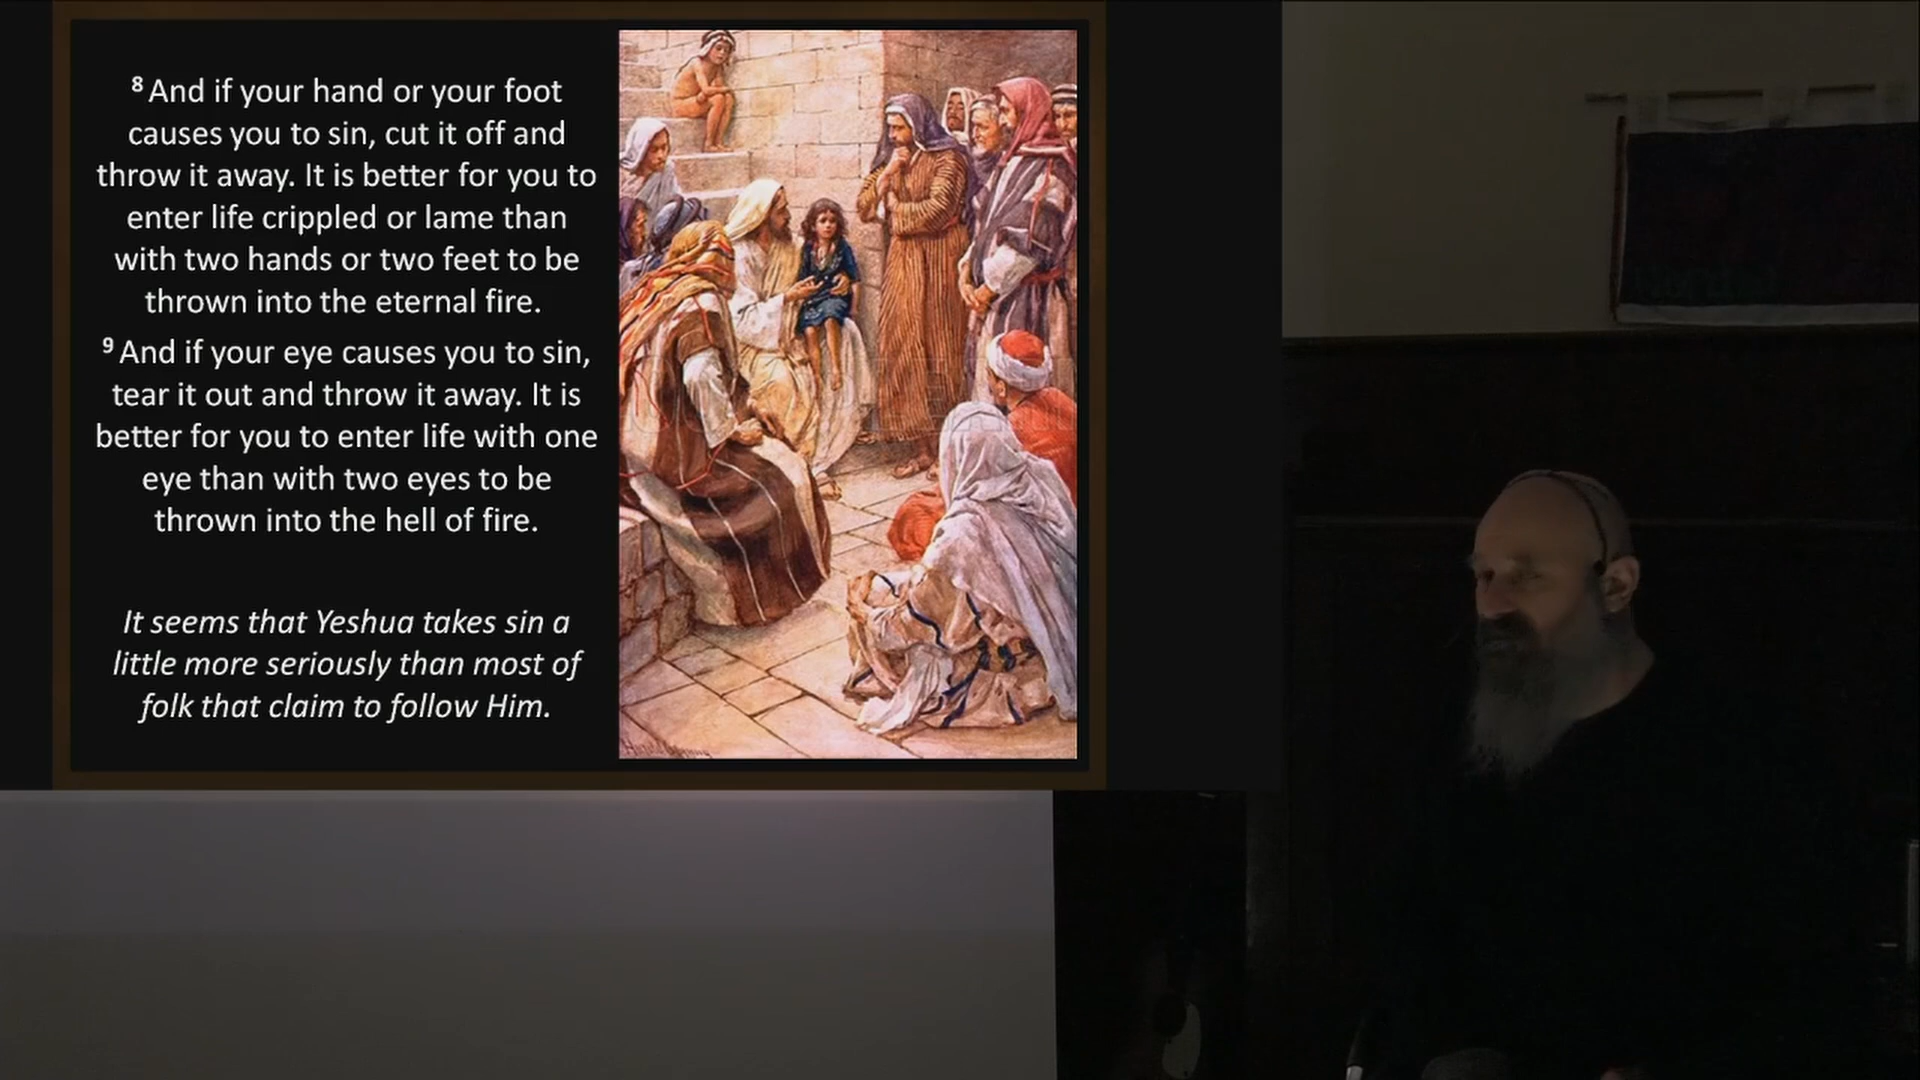 8 And if your hand or your foot
causes you to sin, cut it off and
throw it away. It is better for you to
enter life crippled or lame than
with two hands or two feet to be
thrown into the eternal fire.
9 And if your eye causes you to sin,
tear it out and throw it away. It is
better for you to enter life with one
eye than with two eyes to be
thrown into the hell of fire.
It seems that Yeshua takes sin a
little more seriously than most of
folk that claim to follow Him.